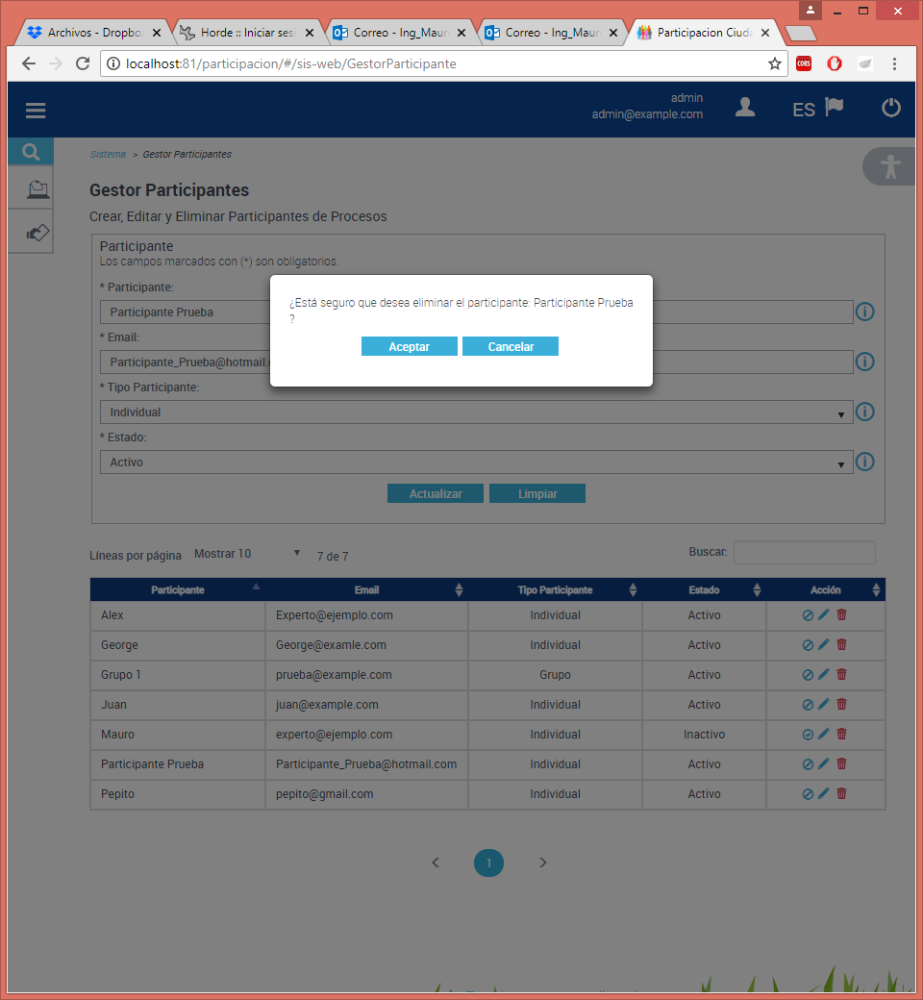 Archivos - Dropbo
Horde :: Iniciar sesi
Correo - Ing_Mauri
Correo - Ing_Mauri
Participacion Ciuda
localhost:81/participacion/#/sis-web/GestorParticipante
CORS
admin
admin@example.com
ES
Sistema > Gestor Participantes
Gestor Participantes
Crear, Editar y Eliminar Participantes de Procesos
Participante
Los campos marcados con (*) son obligatorios.
* Participante:
¿Está seguro que desea eliminar el participante: Participante Prueba
?
Participante Prueba
* Email:
Aceptar Cancelar
Participante_Prueba@hotmail.c
* Tipo Participante:
Individual
* Estado:
Activo
Actualizar Limpiar
Líneas por página Mostrar 10 7 de 7 Buscar:
Participante Email Tipo Participante Estado Acción
Alex Experto@ejemplo.com Individual Activo
George George@examle.com Individual Activo
Grupo 1 prueba@example.com Grupo Activo
Juan juan@example.com Individual Activo
Mauro experto@ejemplo.com Individual Inactivo
Participante Prueba Participante_Prueba@hotmail.com Individual Activo
Pepito pepito@gmail.com Individual Activo
< 1 >